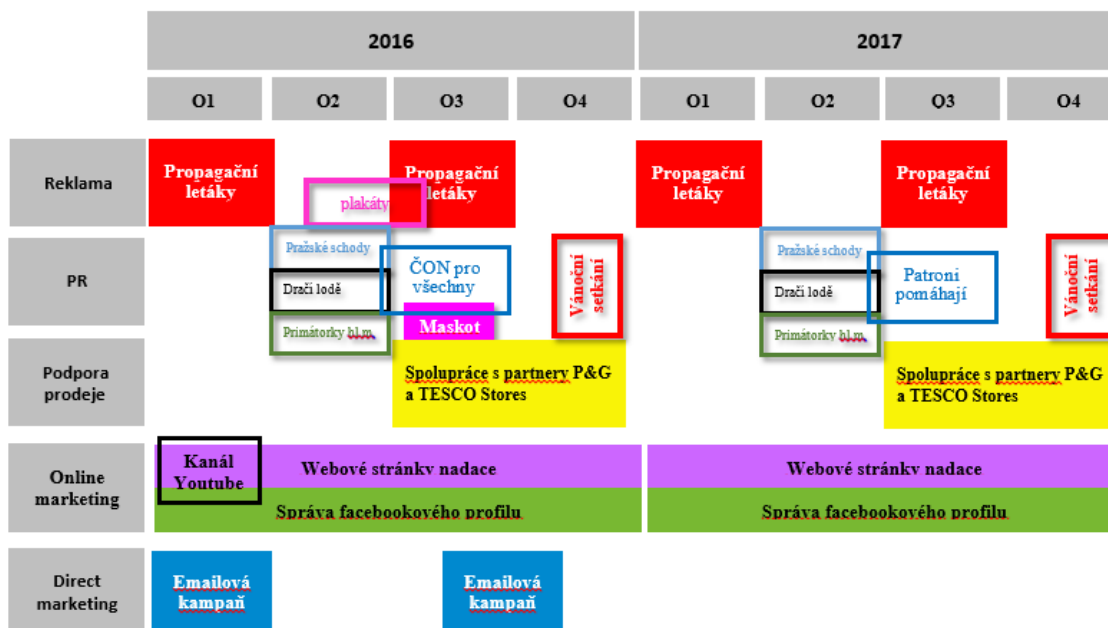 2016
2017
O1
O2
O3
O4
O1
O2
Q3
O4
Reklama
Propagační
letáky
plakáty
Propagační
letáky
Propagační
letáky
Propagační
letáky
PR
Pražské schody
Dračí lodě
Primátorky hl.m.
ČON pro
všechny
Maskot
Vánoční
setkání
Pražské schody
Dračí lodě
Primátorky hl.m.
Patroni
pomáhají
Vánoční
setkání
Podpora
prodeje
Spolupráce s partnery P&G
a TESCO Stores
Spolupráce s partnery P&G
a TESCO Stores
Online
marketing
Kanál
Youtube
Webové stránky nadace
Webové stránky nadace
Správa facebookového profilu
Správa facebookového profilu
Direct
marketing
Emailová
kampaň
Emailová
kampaň